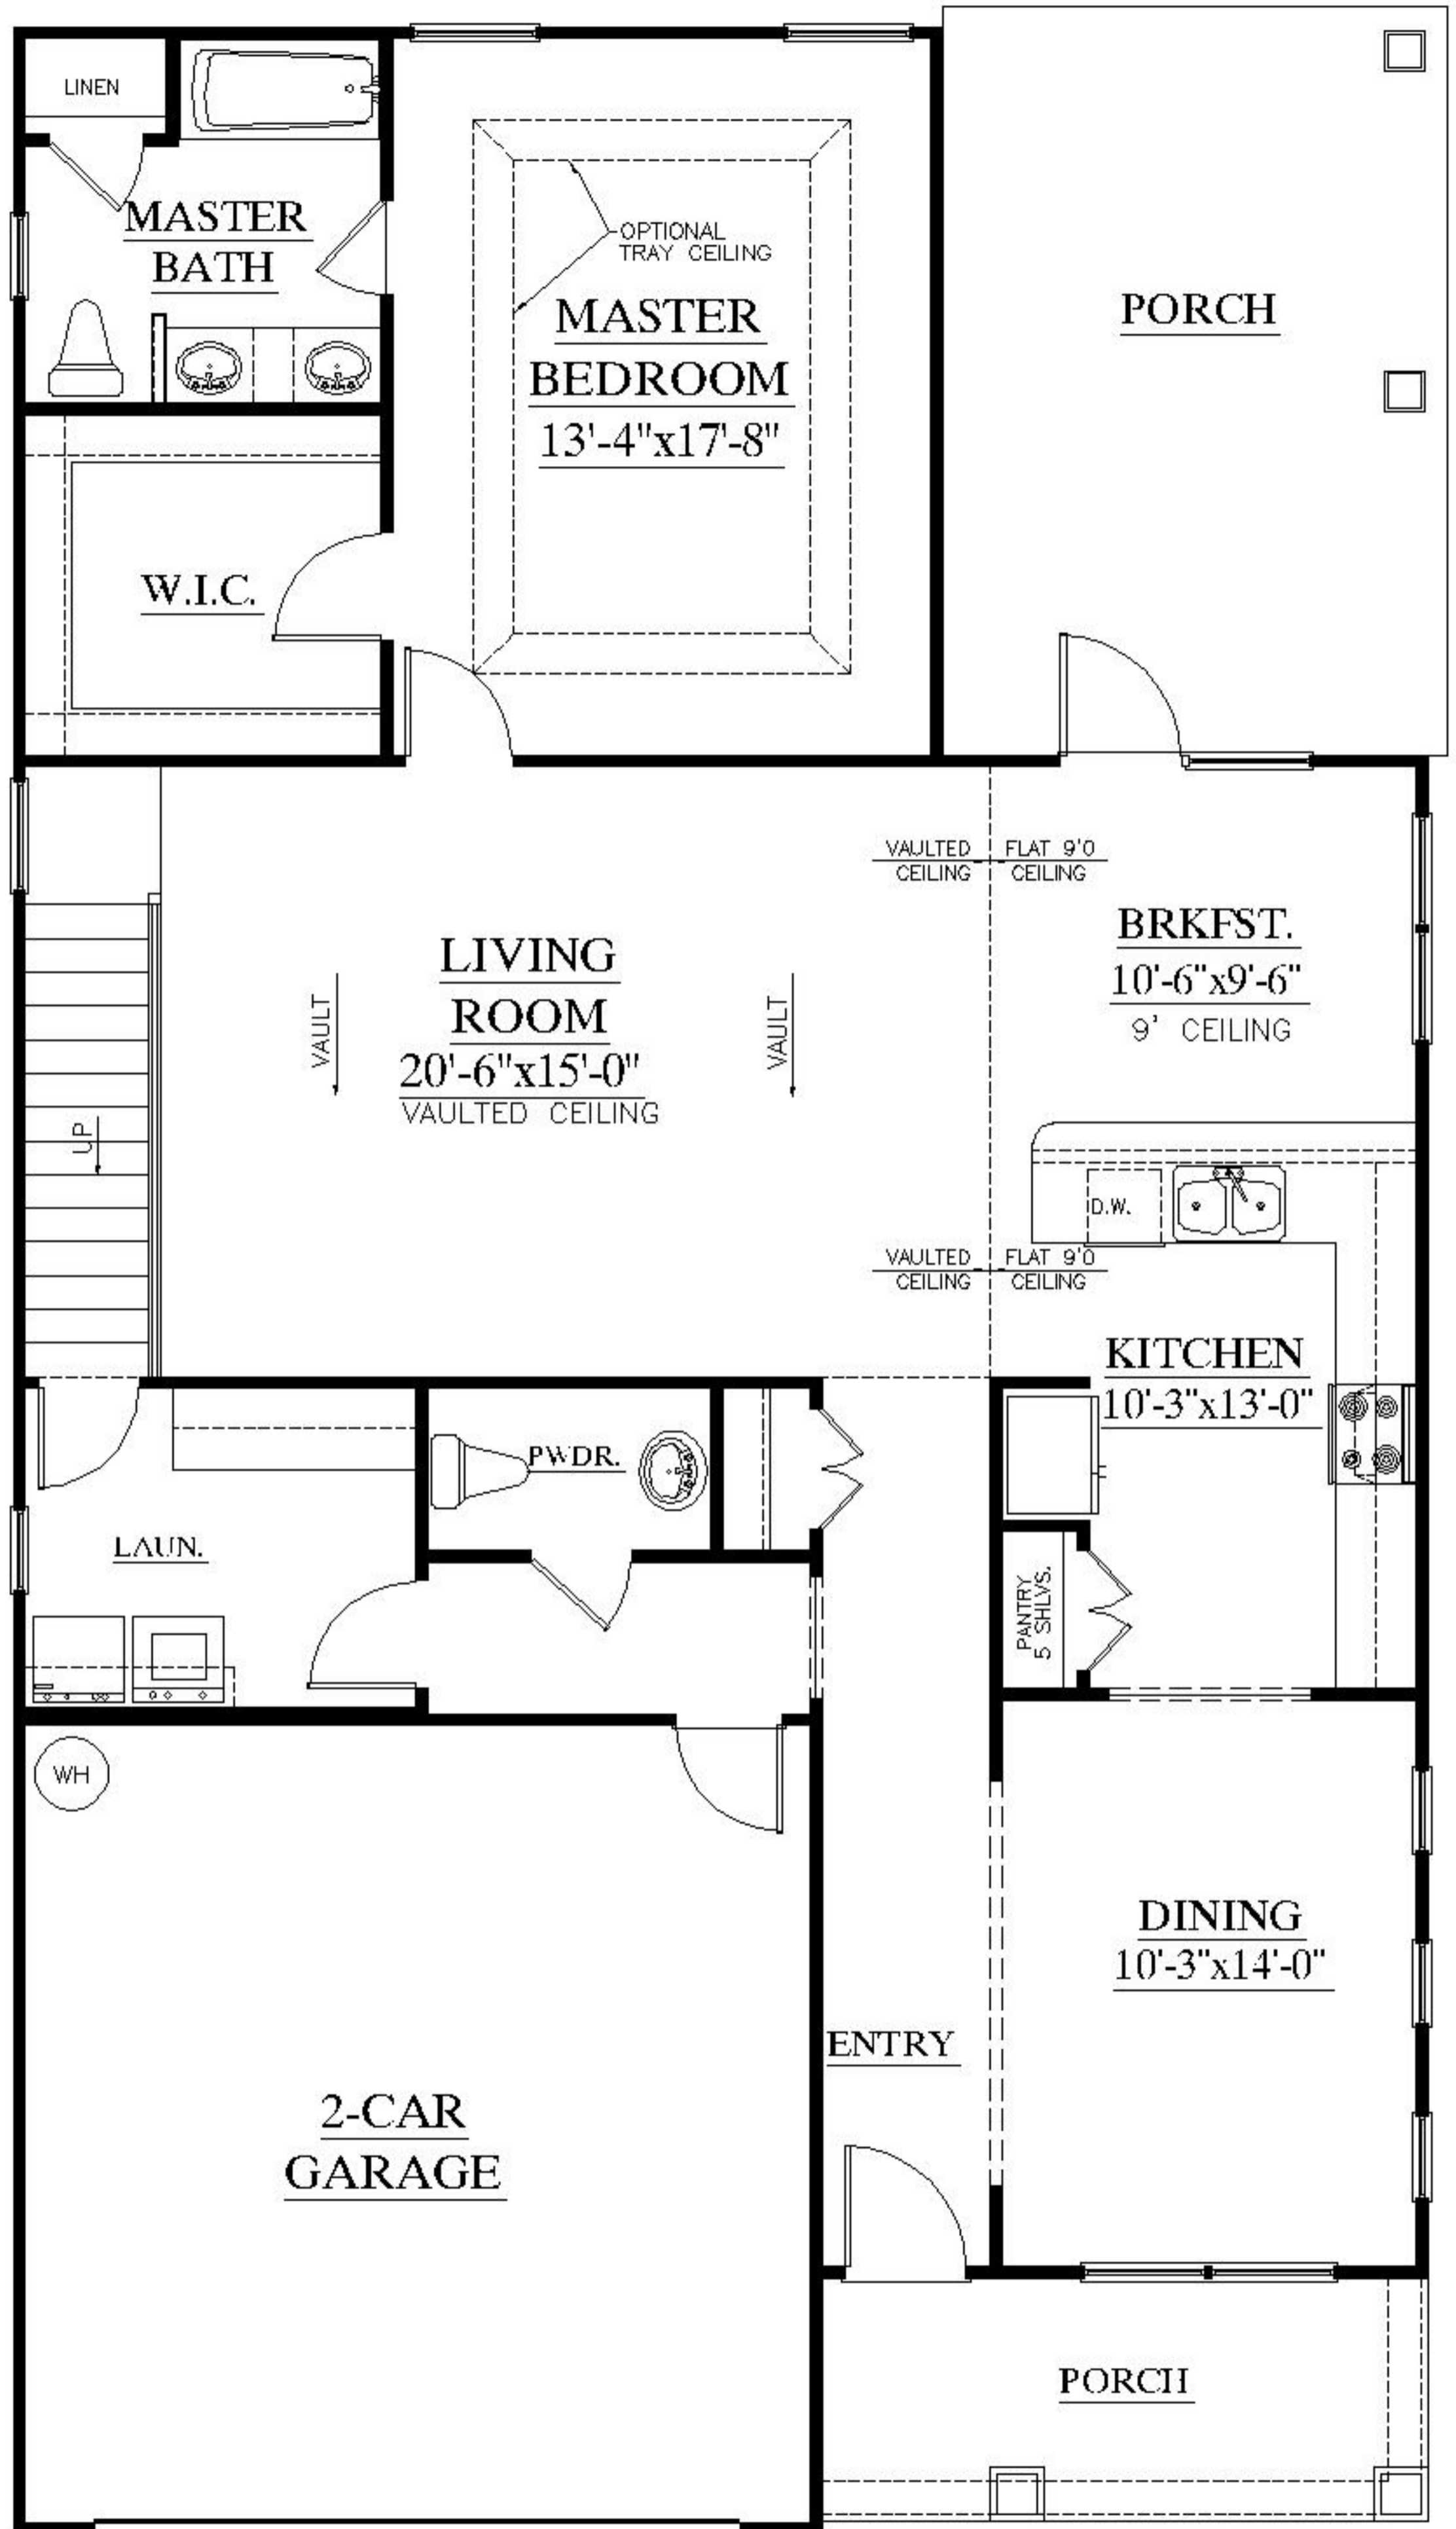 LINEN
MASTER
BATH
OPTIONAL
TRAY CEILING
MASTER
BEDROOM
13'-4"x17'-8"
PORCH
W.I.C.
VAULTED
CEILING
FLAT 9'0
CEILING
BRKFST.
10'-6"x9'-6"
9' CEILING
LIVING
ROOM
20'-6"x15'-0"
VAULTED CEILING
VAULT
VAULT
UP
D.W.
VAULTED
CEILING
FLAT 9'0
CEILING
KITCHEN
10'-3"x13'-0"
PWDR.
LAUN.
PANTRY
5 SHLVS.
WH
DINING
10'-3"x14'-0"
ENTRY
2-CAR
GARAGE
PORCH